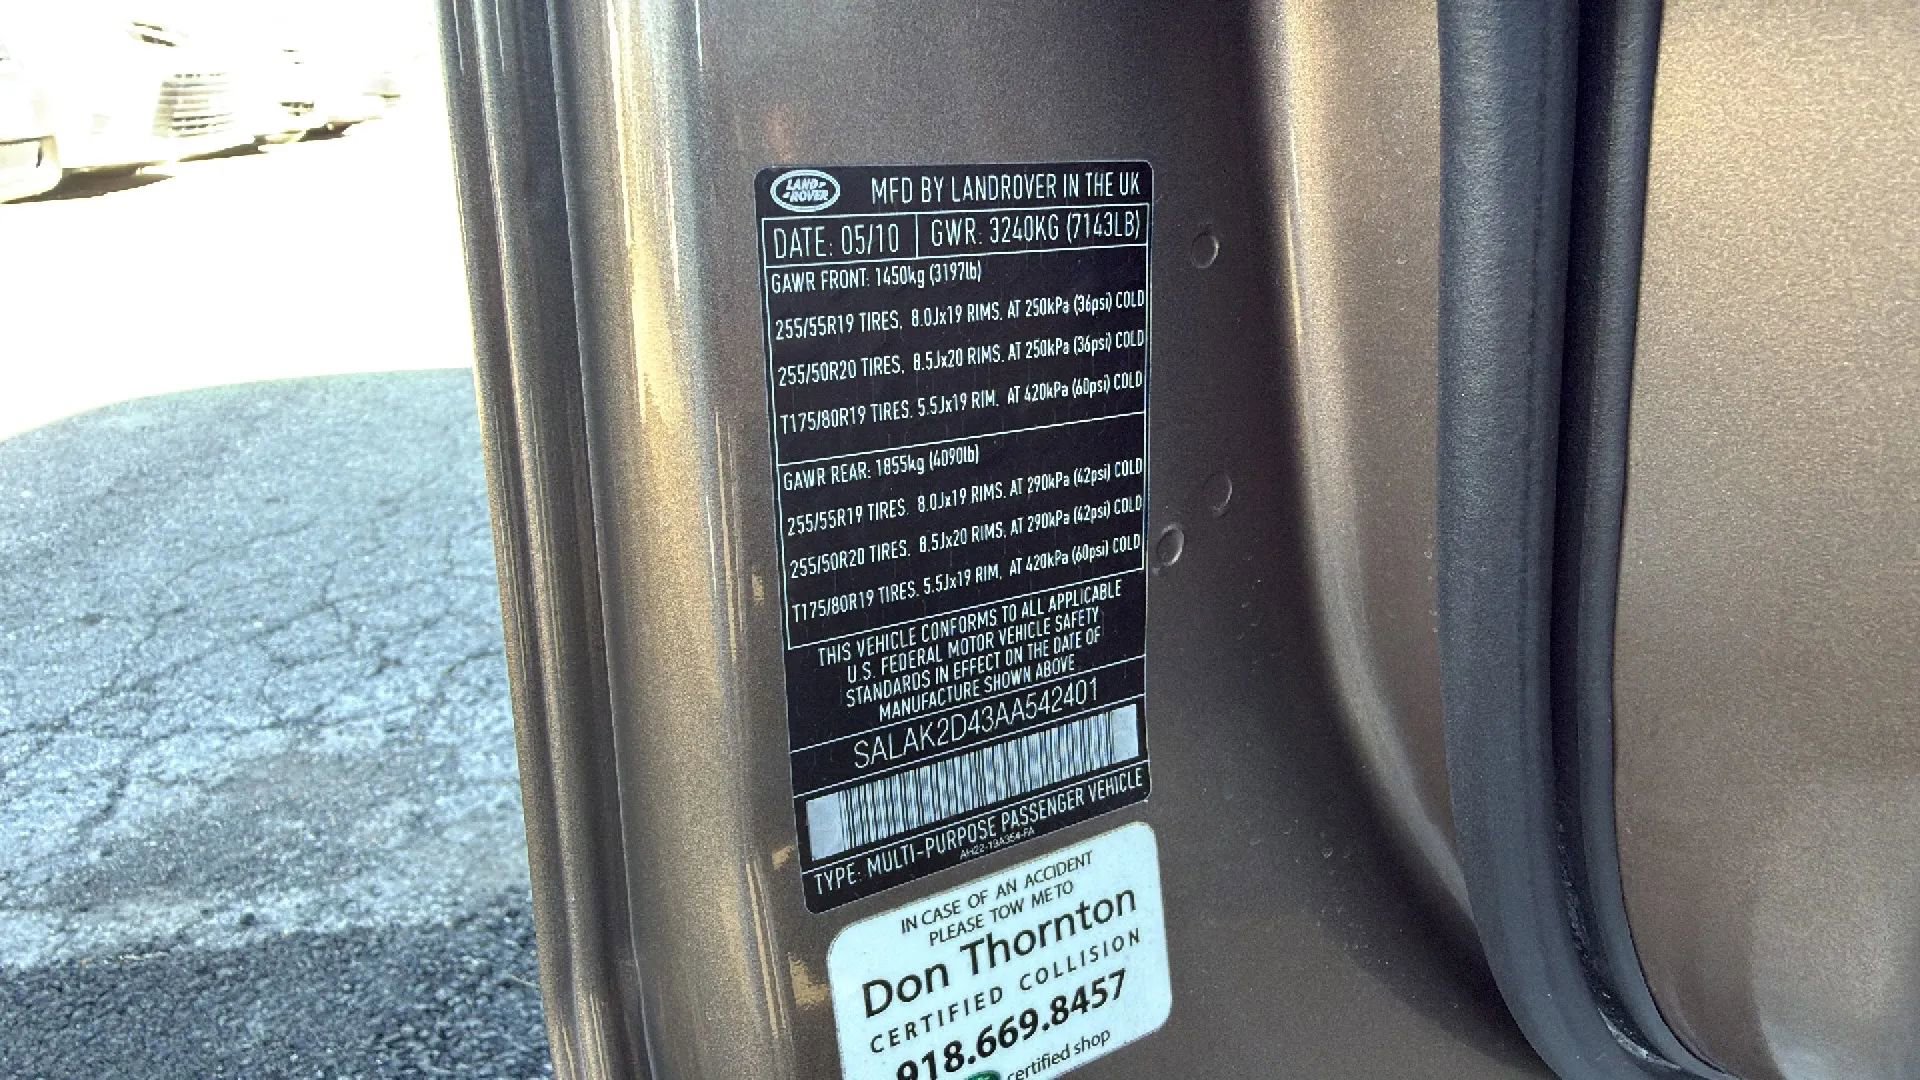 LAND-
-ROVER
MFD BY LANDROVER IN THE UK
DATE: 05/10 GWR: 3240KG (7143LB)
GAWR FRONT: 1450kg (3197lb)
255/55R19 TIRES, 8.0Jx19 RIMS, AT 250kPa (36psi) COLD
255/50R20 TIRES, 8.5Jx20 RIMS, AT 250kPa (36psi) COLD
T175/80R19 TIRES, 5.5Jx19 RIM, AT 420kPa (60psi) COLD
GAWR REAR: 1855kg (4090lb)
255/55R19 TIRES, 8.0Jx19 RIMS, AT 290kPa (42psi) COLD
255/50R20 TIRES, 8.5Jx20 RIMS, AT 290kPa (42psi) COLD
T175/80R19 TIRES, 5.5Jx19 RIM, AT 420kPa (60psi) COLD
THIS VEHICLE CONFORMS TO ALL APPLICABLE
U.S. FEDERAL MOTOR VEHICLE SAFETY
STANDARDS IN EFFECT ON THE DATE OF
MANUFACTURE SHOWN ABOVE
SALAK2D43AA542401
TYPE: MULTI-PURPOSE PASSENGER VEHICLE
AH22-19A354-FA
IN CASE OF AN ACCIDENT
PLEASE TOW ME TO
Don Thornton
CERTIFIED COLLISION
918.669.8457
certified shop